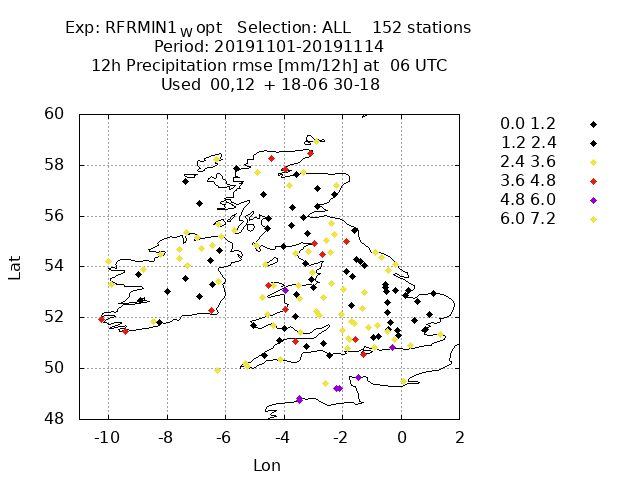 Exp: RFRMIN1_W opt Selection: ALL 152 stations
Period: 20191101-20191114
12h Precipitation rmse [mm/12h] at 06 UTC
Used 00,12 + 18-06 30-18
0.0 1.2
1.2 2.4
2.4 3.6
3.6 4.8
4.8 6.0
6.0 7.2
60
58
56
54
52
50
48
Lat
-10 -8 -6 -4 -2 0 2
Lon